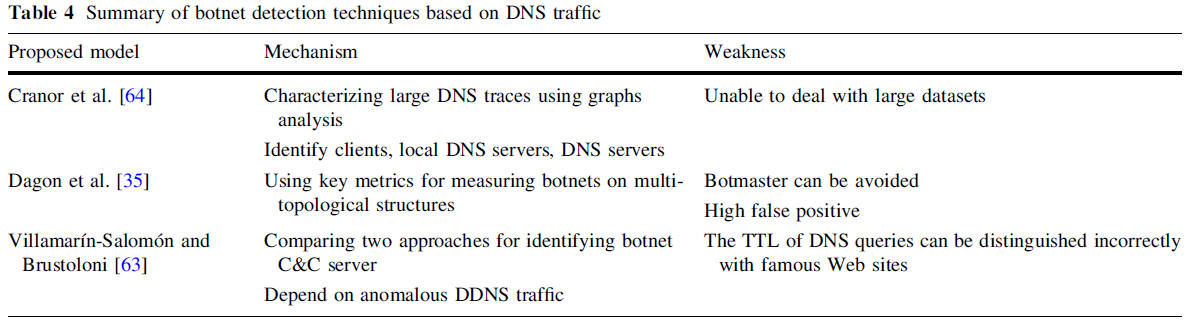 Table 4 Summary of botnet detection techniques based on DNS traffic
Proposed model Mechanism Weakness
Cranor et al. [64] Characterizing large DNS traces using graphs Unable to deal with large datasets
analysis
Identify clients, local DNS servers, DNS servers
Dagon et al. [35] Using key metrics for measuring botnets on multi- Botmaster can be avoided
topological structures High false positive
Villamarín-Salomón and Comparing two approaches for identifying botnet The TTL of DNS queries can be distinguished incorrectly
Brustoloni [63] C&C server with famous Web sites
Depend on anomalous DDNS traffic